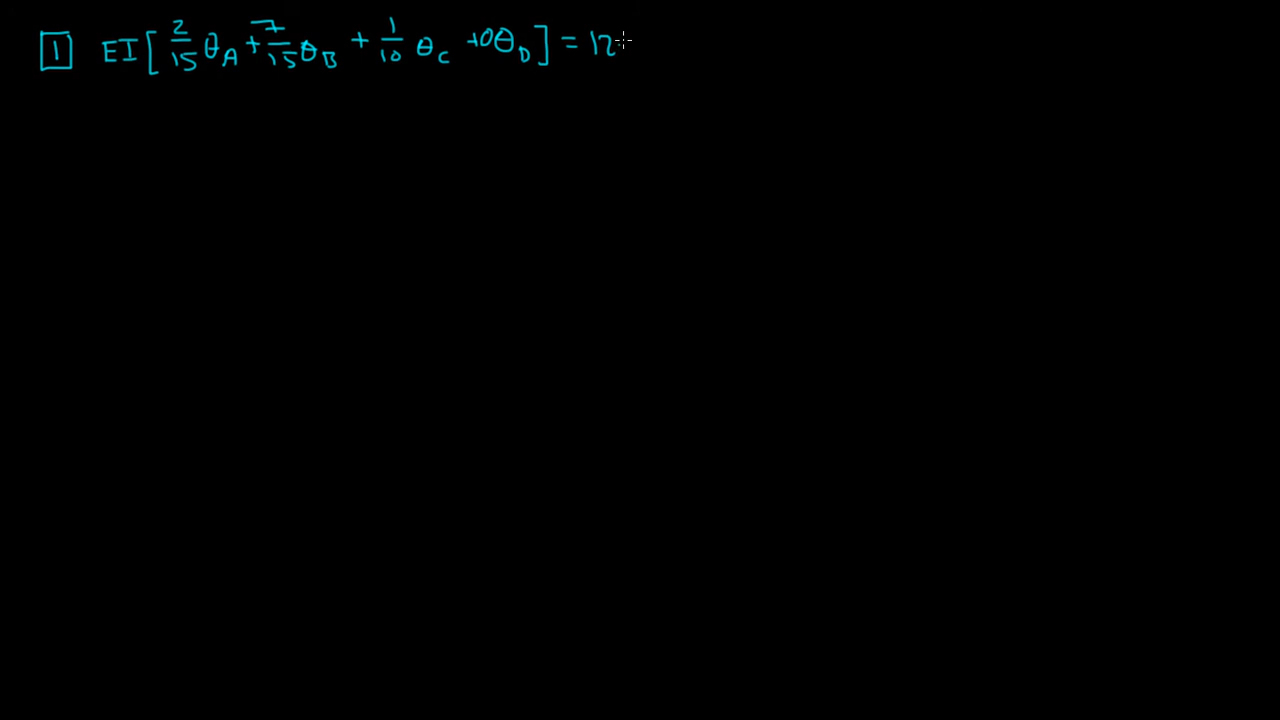 1 EI[2/15 θA + 7/15 θB + 1/10 θC + 0θD] = 12